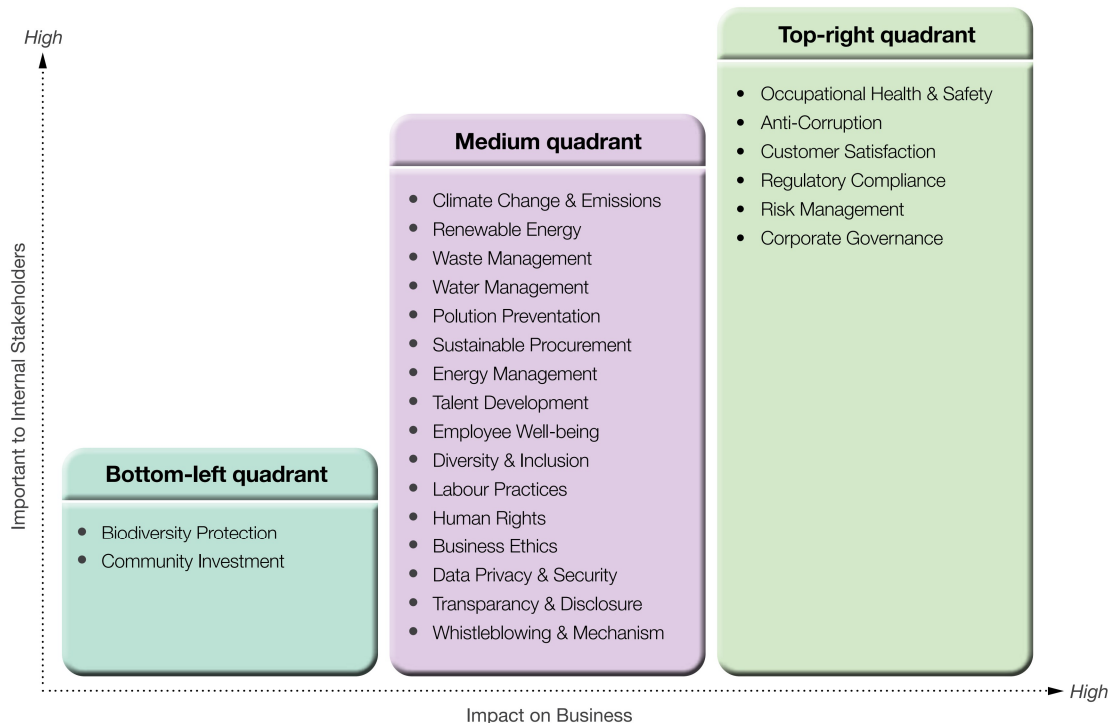 High
Important to Internal Stakeholders
Bottom-left quadrant
• Biodiversity Protection
• Community Investment
Medium quadrant
• Climate Change & Emissions
• Renewable Energy
• Waste Management
• Water Management
• Polution Preventation
• Sustainable Procurement
• Energy Management
• Talent Development
• Employee Well-being
• Diversity & Inclusion
• Labour Practices
• Human Rights
• Business Ethics
• Data Privacy & Security
• Transparancy & Disclosure
• Whistleblowing & Mechanism
Top-right quadrant
• Occupational Health & Safety
• Anti-Corruption
• Customer Satisfaction
• Regulatory Compliance
• Risk Management
• Corporate Governance
High
Impact on Business